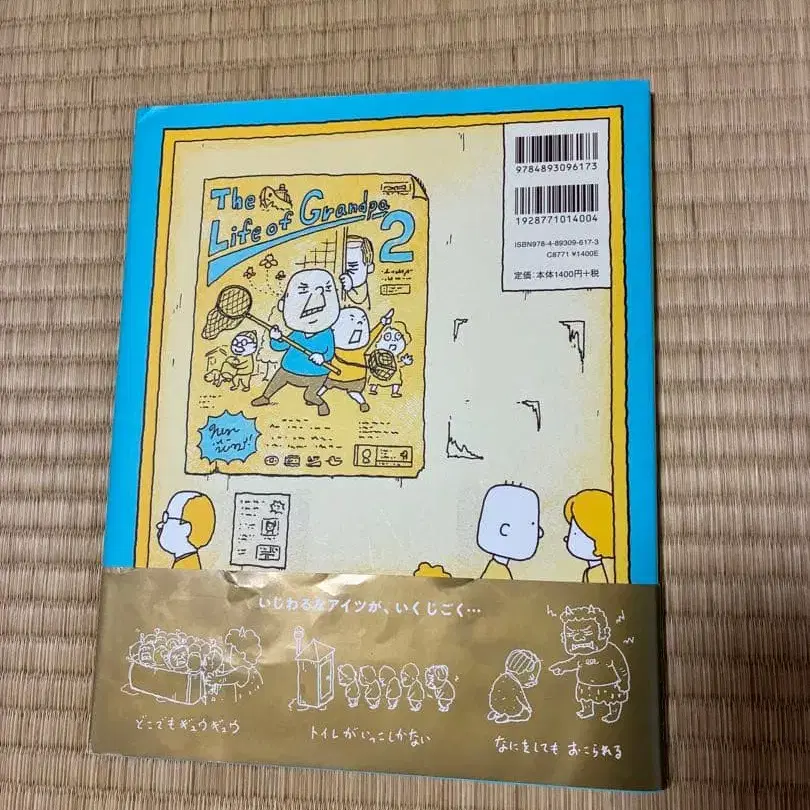 9784893096173
1928771014004
ISBN978-4-89309-617-3
C8771 ¥1400E
定価:本体1400円+税
The
Life of Grandpa
2
いじわるなアイツが、いくじごく…
どこでもギュウギュウ
トイレがいっこしかない
なにをしても おこられる